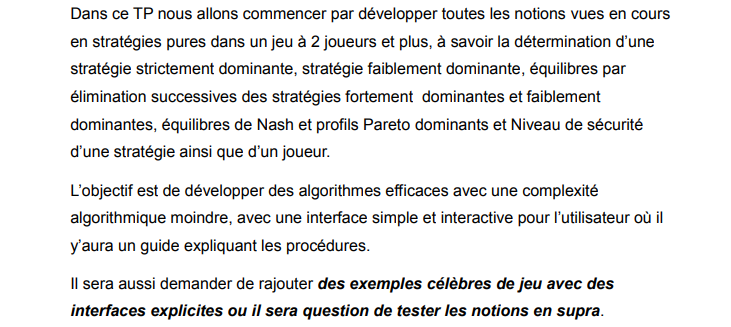 Dans ce TP nous allons commencer par développer toutes les notions vues en cours
en stratégies pures dans un jeu à 2 joueurs et plus, à savoir la détermination d’une
stratégie strictement dominante, stratégie faiblement dominante, équilibres par
élimination successives des stratégies fortement dominantes et faiblement
dominantes, équilibres de Nash et profils Pareto dominants et Niveau de sécurité
d’une stratégie ainsi que d’un joueur.
L’objectif est de développer des algorithmes efficaces avec une complexité
algorithmique moindre, avec une interface simple et interactive pour l’utilisateur où il
y’aura un guide expliquant les procédures.
Il sera aussi demander de rajouter des exemples célèbres de jeu avec des
interfaces explicites ou il sera question de tester les notions en supra.